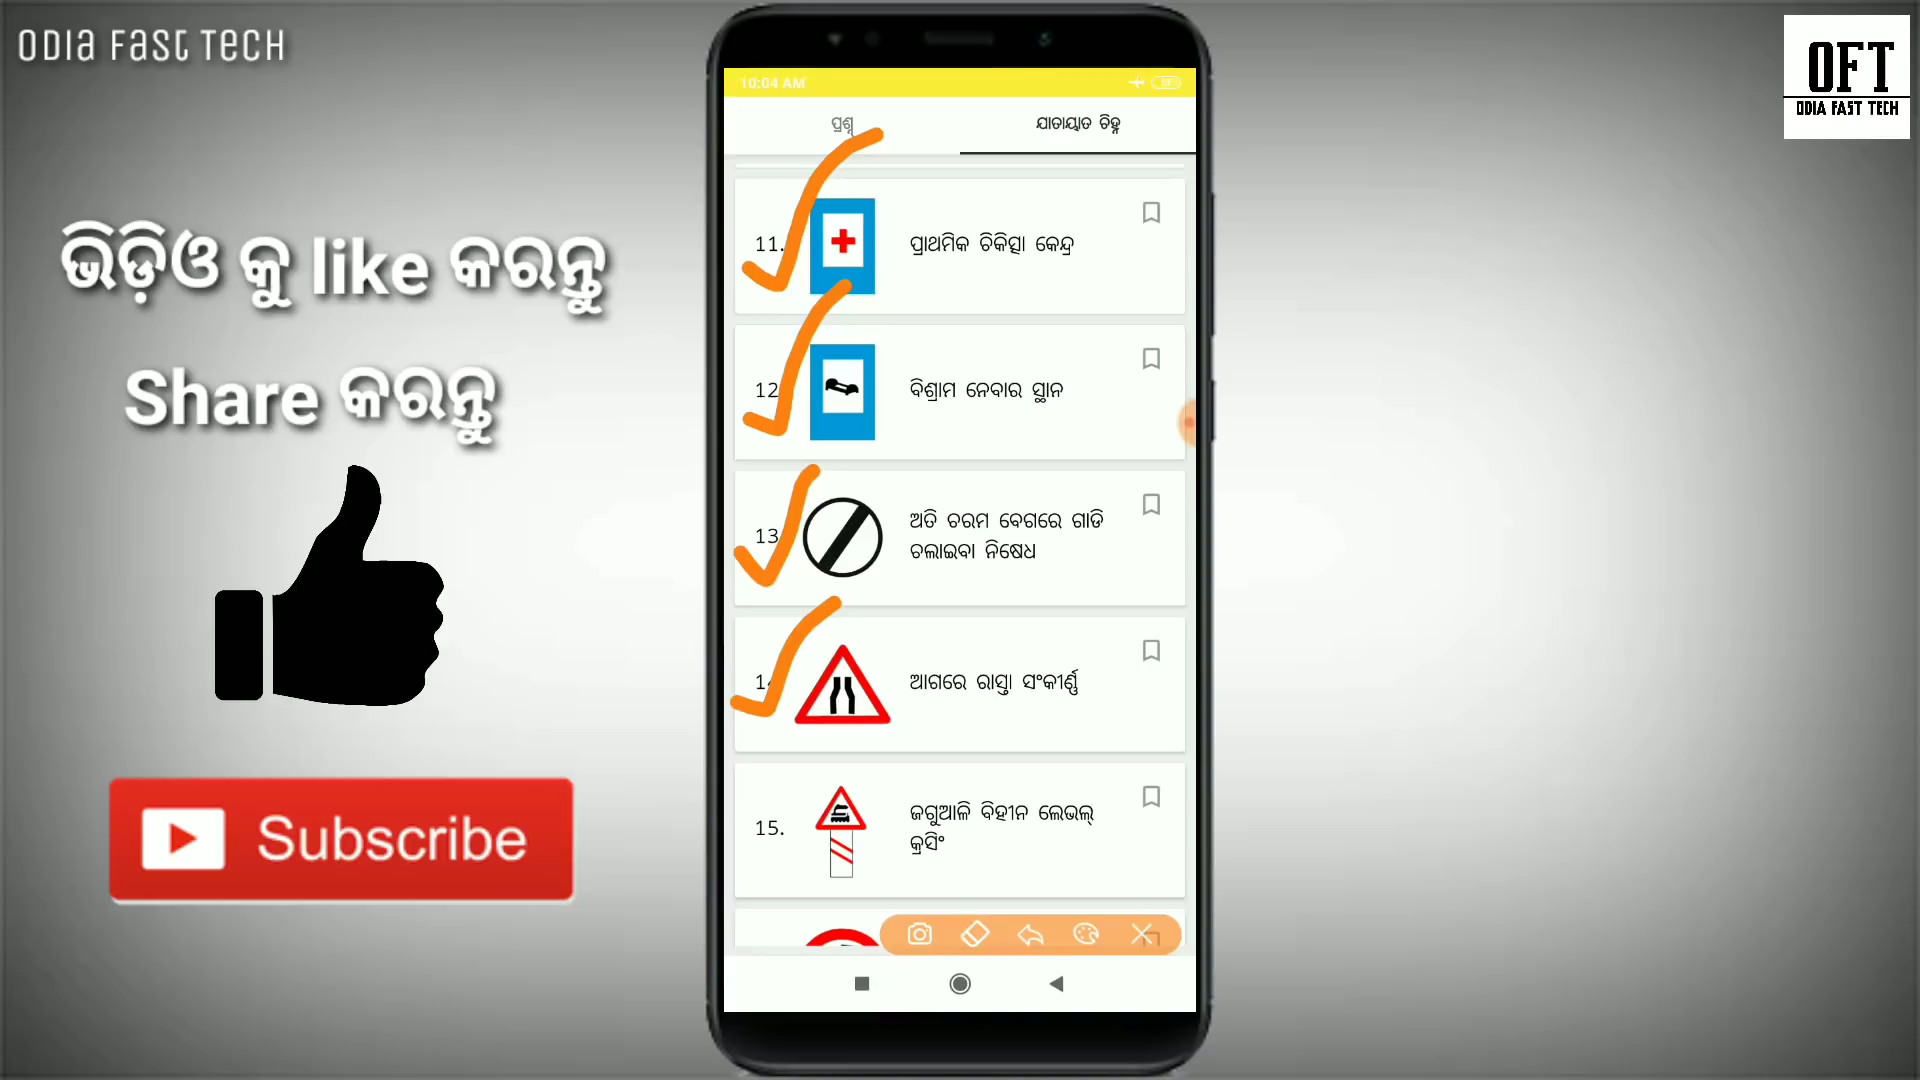 ODIA FAST TECH
OFT
ODIA FAST TECH
ଭିଡ଼ିଓ କୁ like କରନ୍ତୁ
Share କରନ୍ତୁ
Subscribe
10:04 AM
ପ୍ରଶ୍ନ
ଯାତାୟାତ ଚିହ୍ନ
11.
ପ୍ରାଥମିକ ଚିକିତ୍ସା କେନ୍ଦ୍ର
12
ବିଶ୍ରାମ ନେବାର ସ୍ଥାନ
13
ଅତି ଚରମ ବେଗରେ ଗାଡି
ଚଲାଇବା ନିଷେଧ
14
ଆଗରେ ରାସ୍ତା ସଂକୀର୍ଣ୍ଣ
15.
ଜଗୁଆଳି ବିହୀନ ଲେଭଲ୍
କ୍ରସିଂ